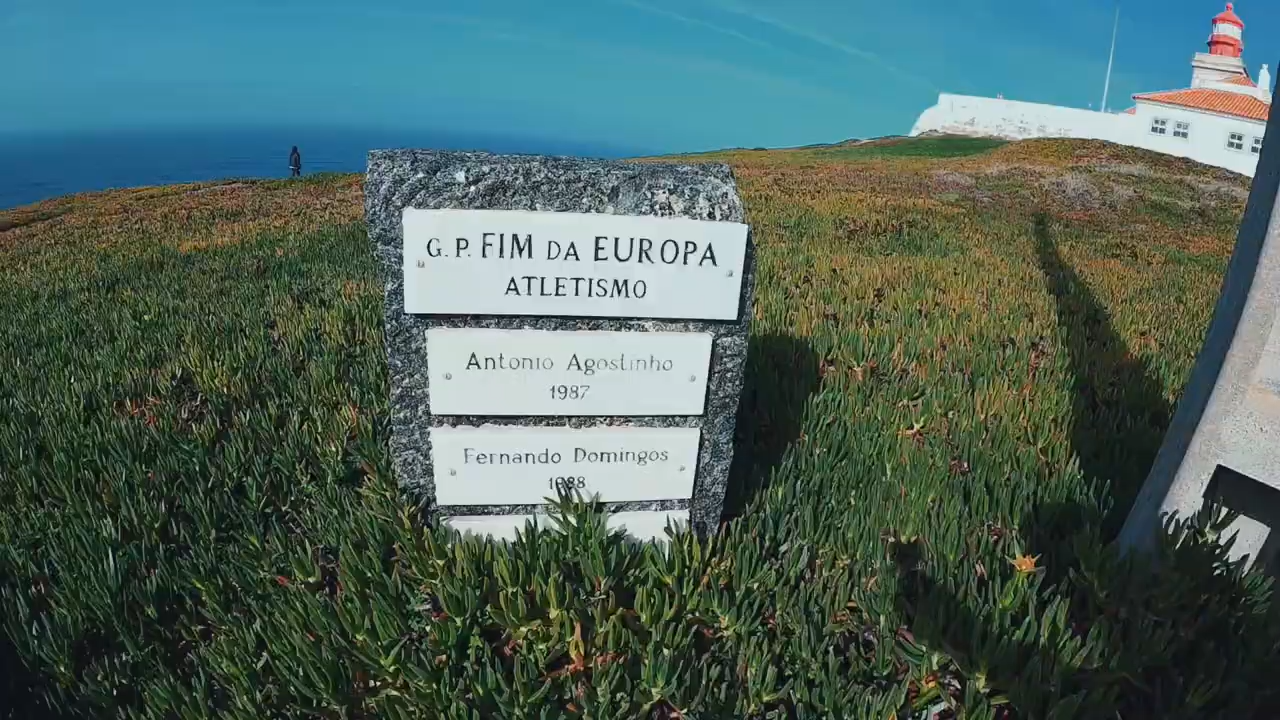 G. P. FIM DA EUROPA
ATLETISMO
Antonio Agostinho
1987
Fernando Domingos
1988